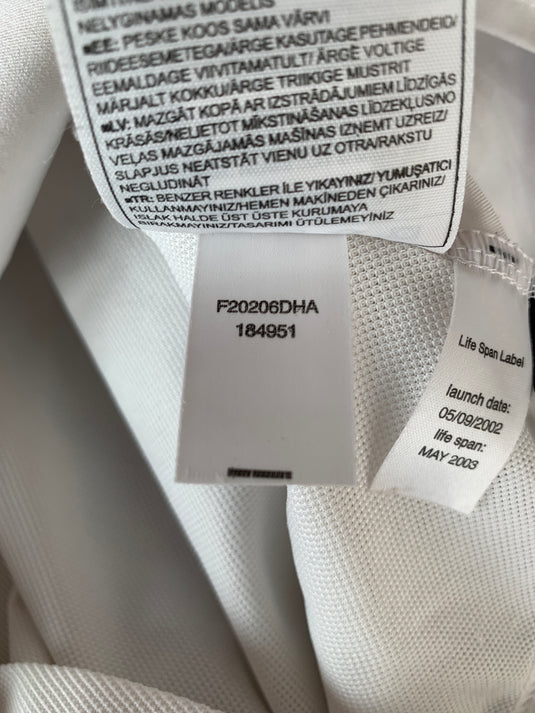 NELYGINAMAS MODELIS
EE: PESKE KOOS SAMA VÄRVI
RIIDEESEMETEGA/ÄRGE KASUTAGE PEHMENDEID/
EEMALDAGE VIIVITAMATULT/ ÄRGE VOLTIGE
MÄRJALT KOKKU/ÄRGE TRIIKIGE MUSTRIT
LV: MAZGĀT KOPĀ AR IZSTRĀDĀJUMIEM LĪDZĪGĀS
KRĀSĀS/NELIETOT MĪKSTINĀŠANAS LĪDZEKĻUS/NO
VEĻAS MAZGĀJAMĀS MAŠĪNAS IZŅEMT UZREIZ/
SLAPJUS NEATSTĀT VIENU UZ OTRA/RAKSTU
NEGLUDINĀT
TR: BENZER RENKLER İLE YIKAYINIZ/ YUMUŞATICI
KULLANMAYINIZ/HEMEN MAKİNEDEN ÇIKARINIZ/
ISLAK HALDE ÜST ÜSTE KURUMAYA
BIRAKMAYINIZ/TASARIMI ÜTÜLEMEYİNİZ
F20206DHA
184951
Life Span Label
launch date:
05/09/2002
life span:
MAY 2003